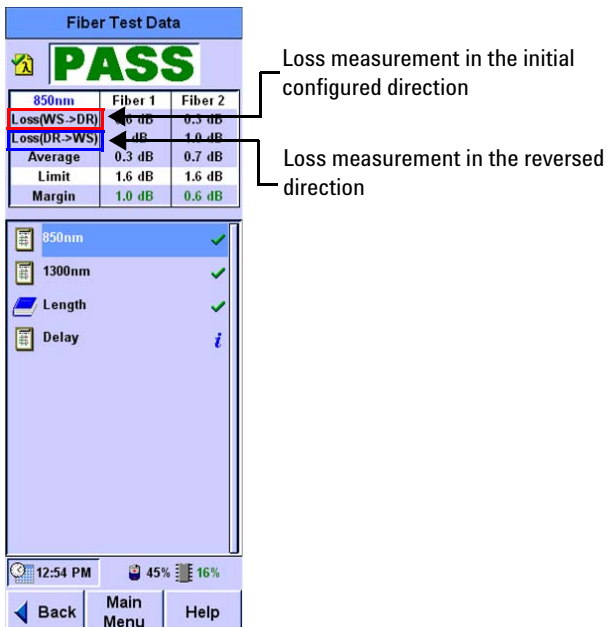 Fiber Test Data
PASS
850nm Fiber 1 Fiber 2
Loss(WS->DR) 6 dB 0.3 dB
Loss(DR->WS) dB 1.0 dB
Average 0.3 dB 0.7 dB
Limit 1.6 dB 1.6 dB
Margin 1.0 dB 0.6 dB
850nm
1300nm
Length
Delay i
12:54 PM 45% 16%
Back Main Menu Help
Loss measurement in the initial
configured direction
Loss measurement in the reversed
direction